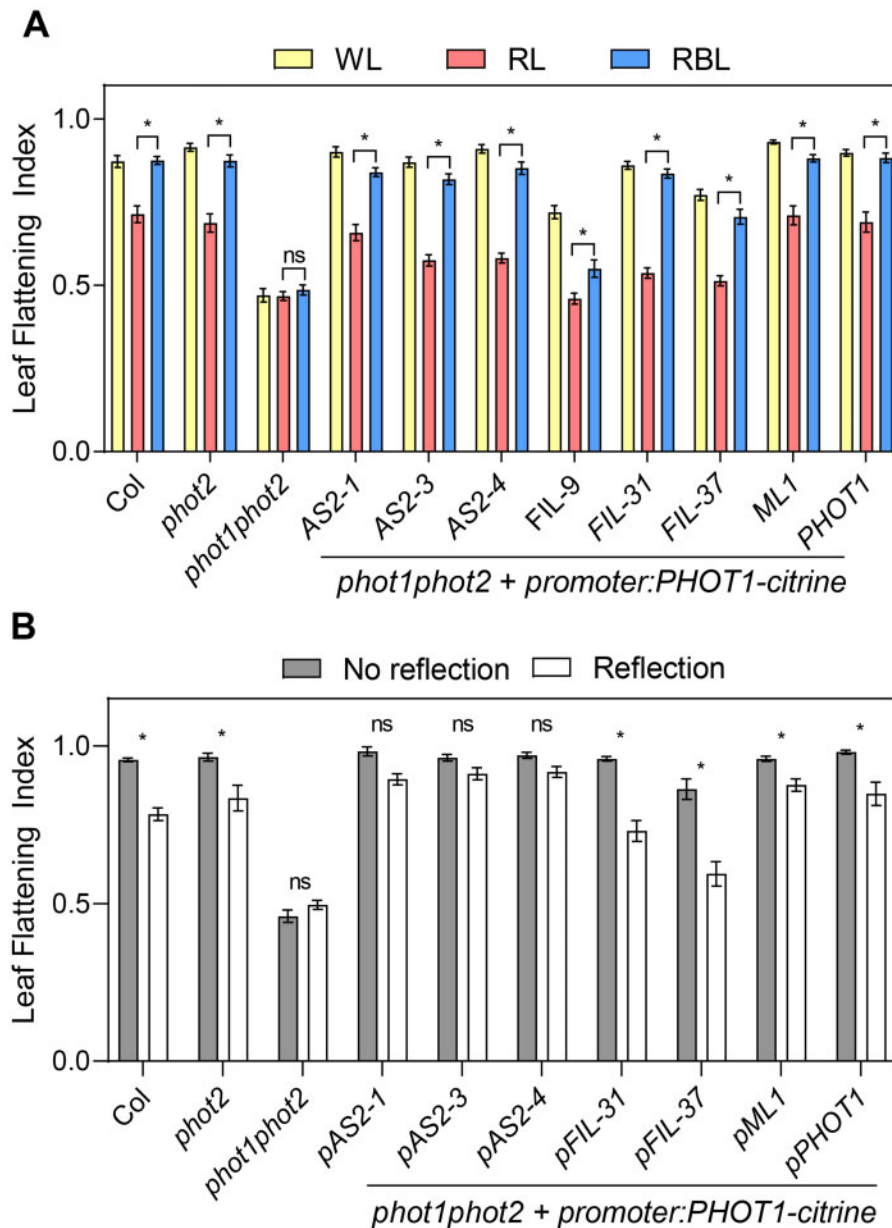 A
WL RL RBL
Leaf Flattening Index
1.0
0.5
0.0
* * ns * * * * * * * *
Col phot2 phot1phot2 AS2-1 AS2-3 AS2-4 FIL-9 FIL-31 FIL-37 ML1 PHOT1
phot1phot2 + promoter:PHOT1-citrine
B
No reflection Reflection
Leaf Flattening Index
1.0
0.5
0.0
* * ns ns ns ns * * * *
Col phot2 phot1phot2 pAS2-1 pAS2-3 pAS2-4 pFIL-31 pFIL-37 pML1 pPHOT1
phot1phot2 + promoter:PHOT1-citrine